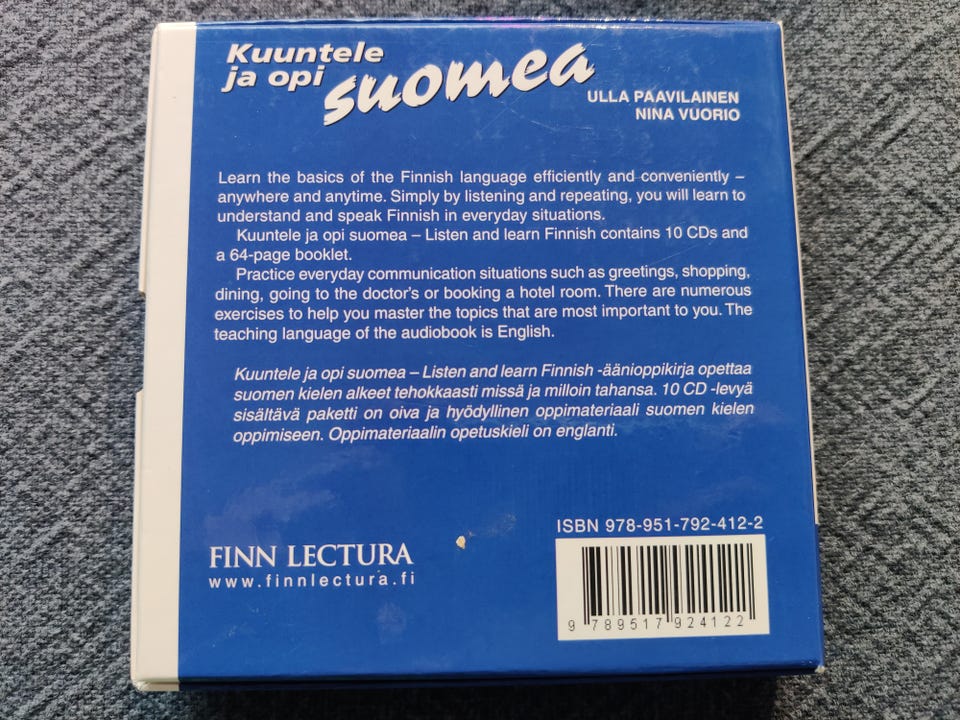 Kuuntele
ja opi suomea
ULLA PAAVILAINEN
NINA VUORIO
Learn the basics of the Finnish language efficiently and conveniently –
anywhere and anytime. Simply by listening and repeating, you will learn to
understand and speak Finnish in everyday situations.
Kuuntele ja opi suomea – Listen and learn Finnish contains 10 CDs and
a 64-page booklet.
Practice everyday communication situations such as greetings, shopping,
dining, going to the doctor's or booking a hotel room. There are numerous
exercises to help you master the topics that are most important to you. The
teaching language of the audiobook is English.
Kuuntele ja opi suomea – Listen and learn Finnish -äänioppikirja opettaa
suomen kielen alkeet tehokkaasti missä ja milloin tahansa. 10 CD -levyä
sisältävä paketti on oiva ja hyödyllinen oppimateriaali suomen kielen
oppimiseen. Oppimateriaalin opetuskieli on englanti.
ISBN 978-951-792-412-2
FINN LECTURA
www.finnlectura.fi
9 789517 924122